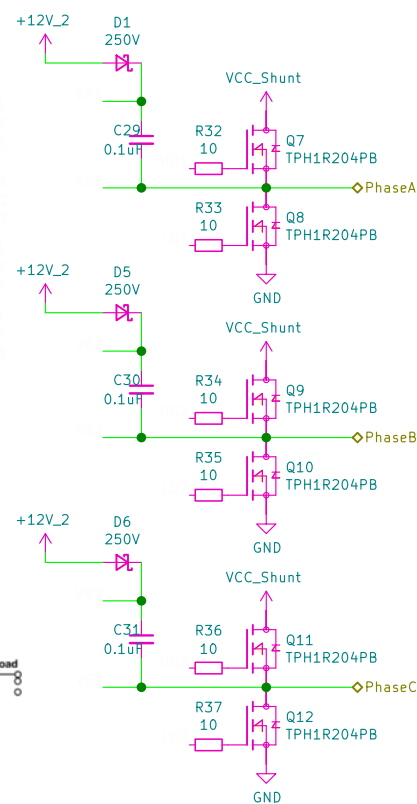 +12V_2
D1
250V
VCC_Shunt
C29
0.1uF
R32
10
Q7
TPH1R204PB
PhaseA
R33
10
Q8
TPH1R204PB
GND
+12V_2
D5
250V
VCC_Shunt
C30
0.1uF
R34
10
Q9
TPH1R204PB
PhaseB
R35
10
Q10
TPH1R204PB
GND
+12V_2
D6
250V
VCC_Shunt
C31
0.1uF
R36
10
Q11
TPH1R204PB
oad
PhaseC
R37
10
Q12
TPH1R204PB
GND